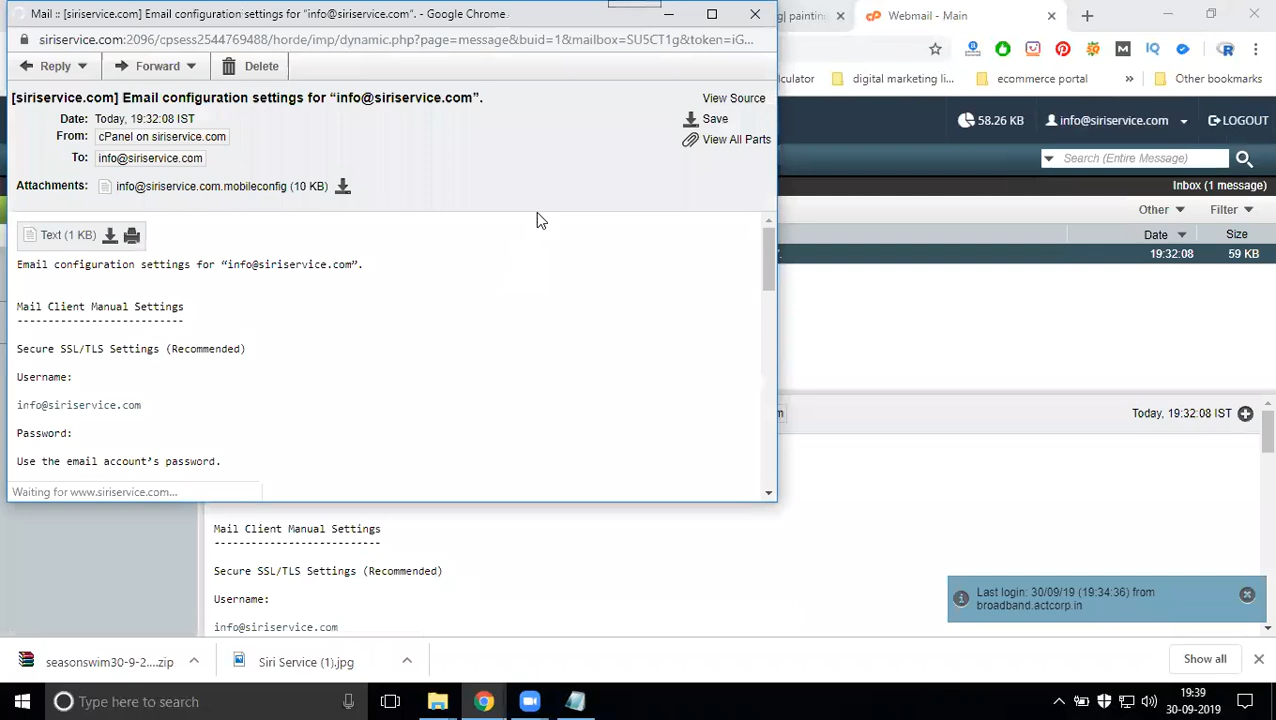 Mail :: [siriservice.com] Email configuration settings for “info@siriservice.com”. - Google Chrome
siriservice.com:2096/cpsess2544769488/horde/imp/dynamic.php?page=message&buid=1&mailbox=SU5CT1g&token=iG...
Reply
Forward
Delete
[siriservice.com] Email configuration settings for “info@siriservice.com”.
View Source
Date: Today, 19:32:08 IST
Save
From: cPanel on siriservice.com
View All Parts
To: info@siriservice.com
Attachments: info@siriservice.com.mobileconfig (10 KB)
Text (1 KB)
Email configuration settings for “info@siriservice.com”.
Mail Client Manual Settings
---------------------------
Secure SSL/TLS Settings (Recommended)
Username:
info@siriservice.com
Password:
Use the email account’s password.
Waiting for www.siriservice.com...
Webmail - Main
digital marketing li...
ecommerce portal
»
Other bookmarks
58.26 KB
info@siriservice.com
LOGOUT
Search (Entire Message)
Inbox (1 message)
Other
Filter
Date
Size
19:32:08
59 KB
Today, 19:32:08 IST
Mail Client Manual Settings
---------------------------
Secure SSL/TLS Settings (Recommended)
Username:
info@siriservice.com
Last login: 30/09/19 (19:34:36) from
broadband.actcorp.in
seasonswim30-9-2....zip
Siri Service (1).jpg
Show all
Type here to search
19:39
30-09-2019